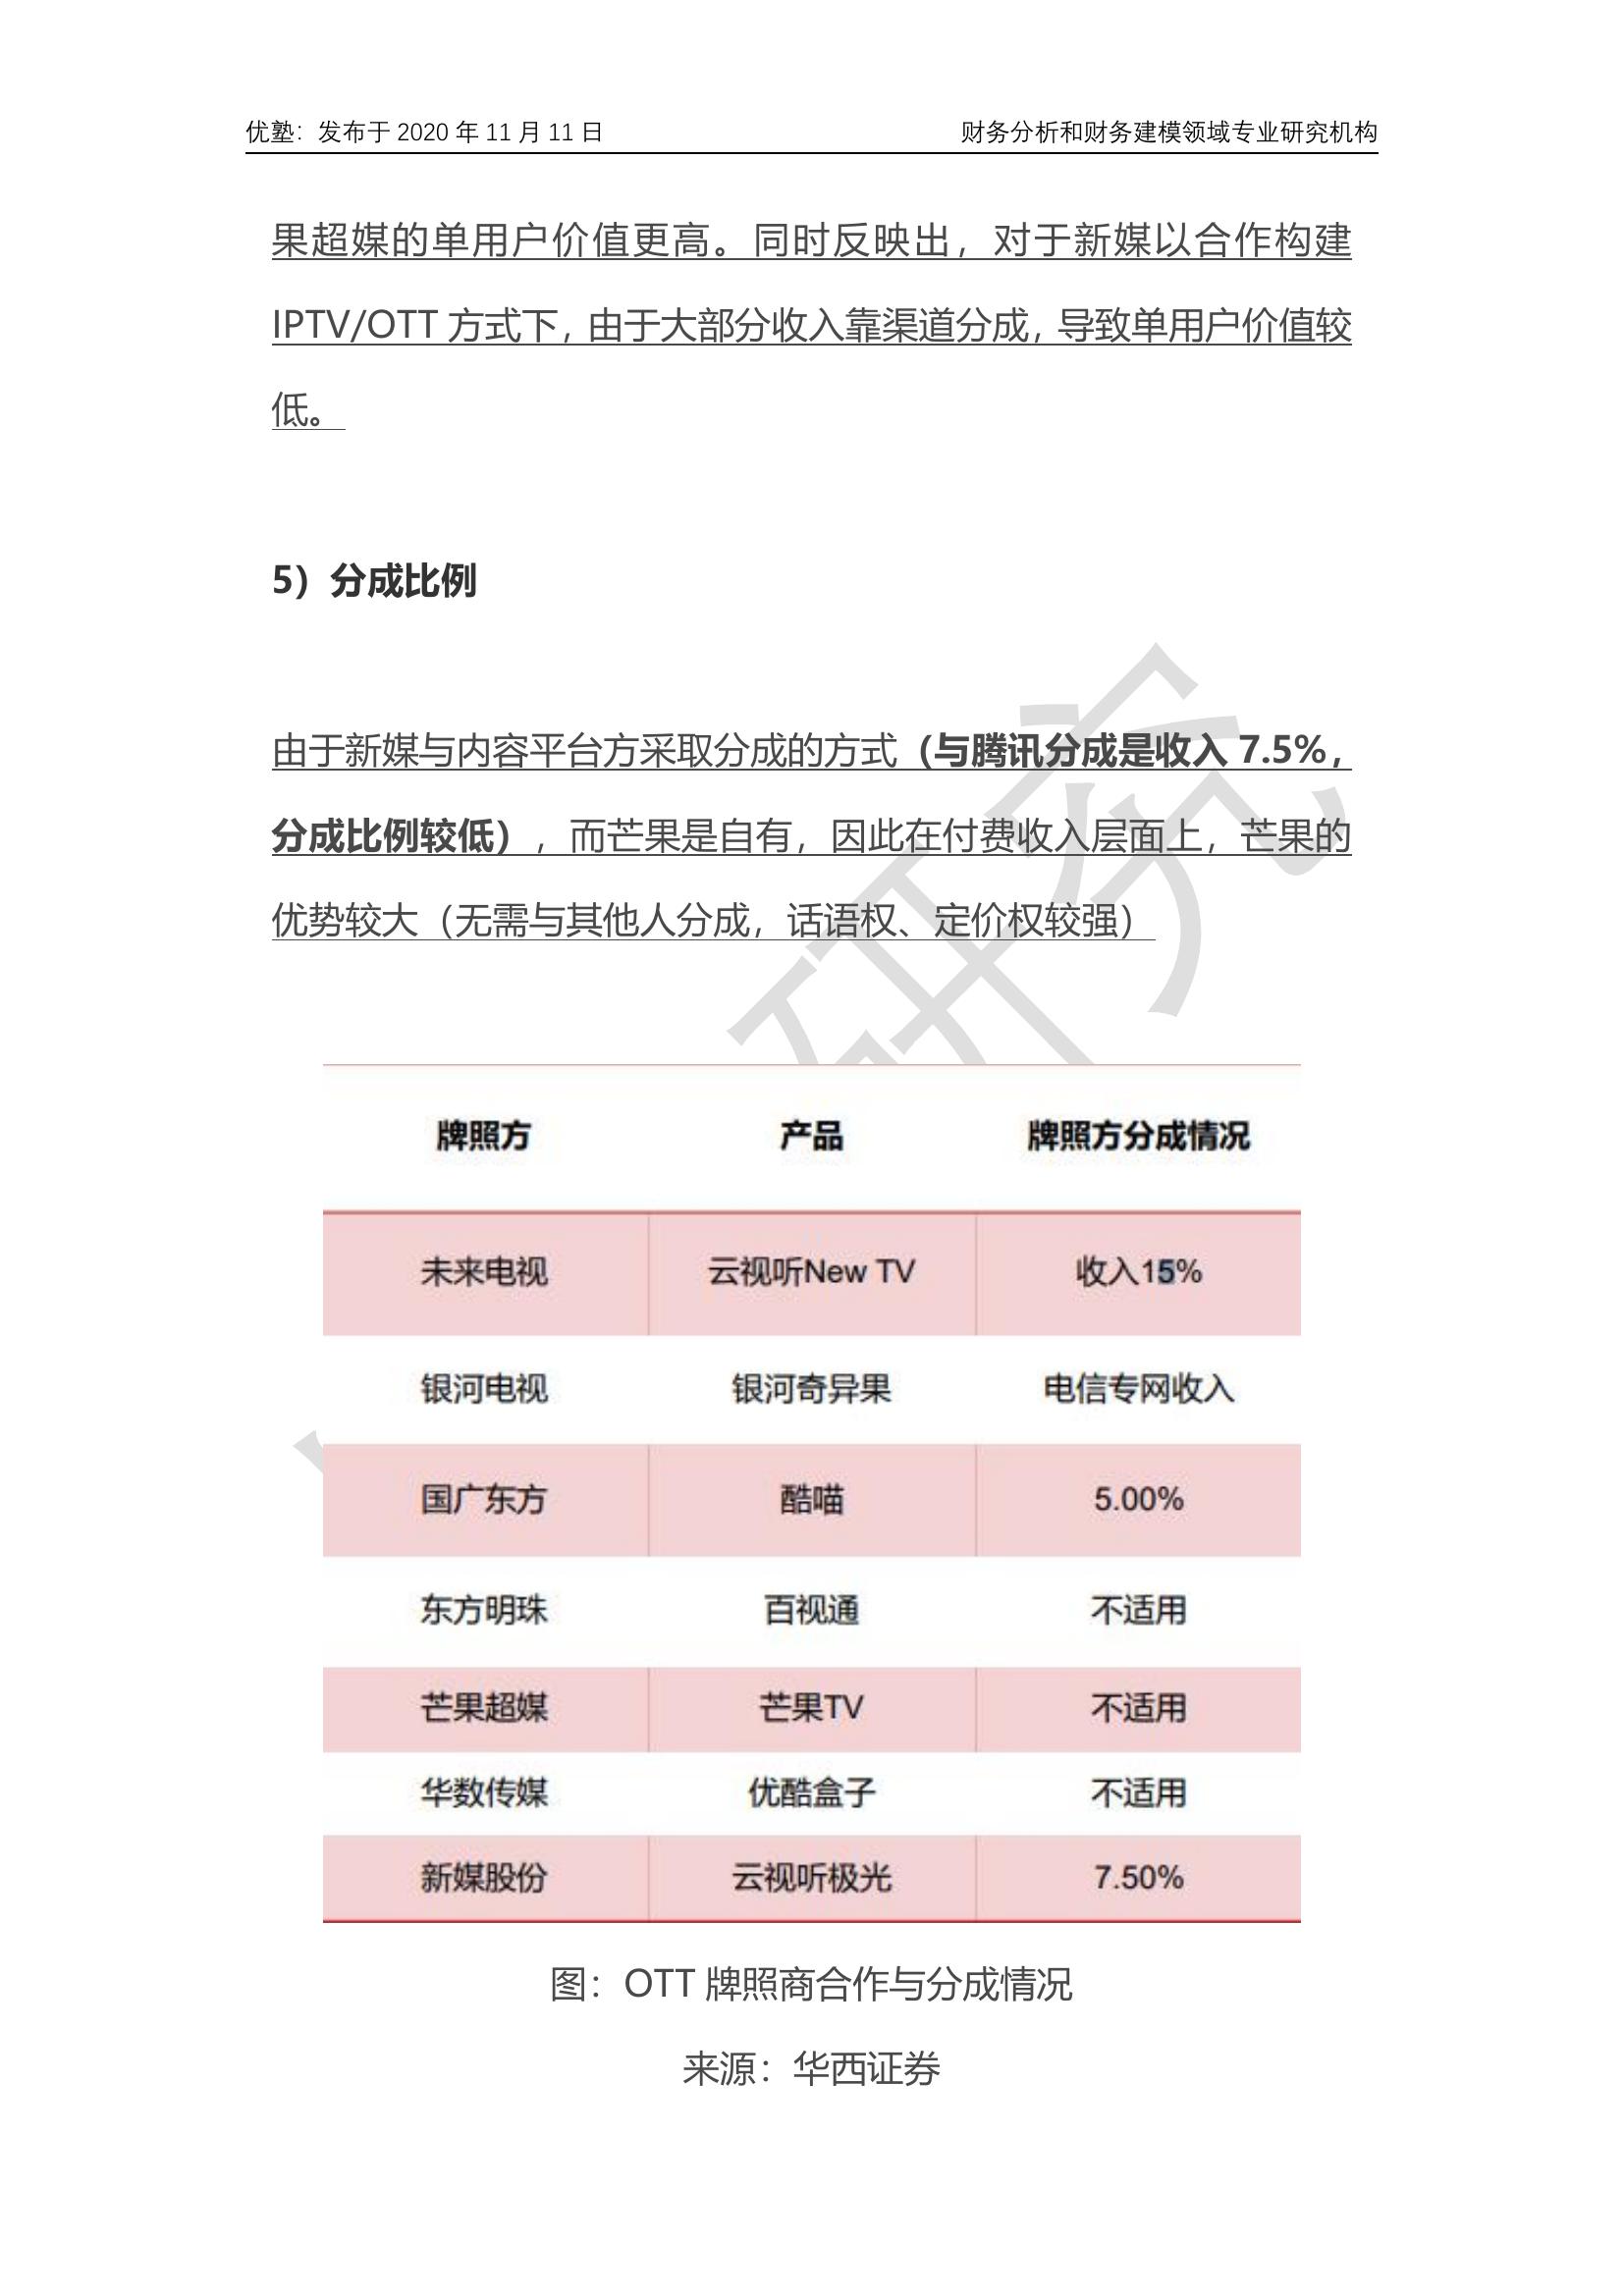 优塾：发布于 2020 年 11 月 11 日 财务分析和财务建模领域专业研究机构
果超媒的单用户价值更高。同时反映出，对于新媒以合作构建
IPTV/OTT 方式下，由于大部分收入靠渠道分成，导致单用户价值较
低。
5）分成比例
由于新媒与内容平台方采取分成的方式（与腾讯分成是收入 7.5%，
分成比例较低），而芒果是自有，因此在付费收入层面上，芒果的
优势较大（无需与其他人分成，话语权、定价权较强）
研究
牌照方 产品 牌照方分成情况
未来电视 云视听New TV 收入15%
银河电视 银河奇异果 电信专网收入
国广东方 酷喵 5.00%
东方明珠 百视通 不适用
芒果超媒 芒果TV 不适用
华数传媒 优酷盒子 不适用
新媒股份 云视听极光 7.50%
图：OTT 牌照商合作与分成情况
来源：华西证券